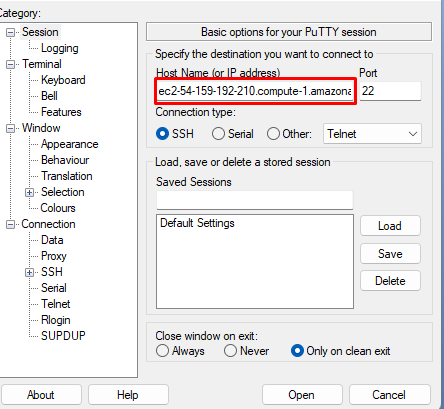 Category:
Session
Logging
Terminal
Keyboard
Bell
Features
Window
Appearance
Behaviour
Translation
Selection
Colours
Connection
Data
Proxy
SSH
Serial
Telnet
Rlogin
SUPDUP
Basic options for your PuTTY session
Specify the destination you want to connect to
Host Name (or IP address) Port
ec2-54-159-192-210.compute-1.amazona 22
Connection type:
SSH Serial Other: Telnet
Load, save or delete a stored session
Saved Sessions
Default Settings
Load
Save
Delete
Close window on exit:
Always Never Only on clean exit
About Help Open Cancel